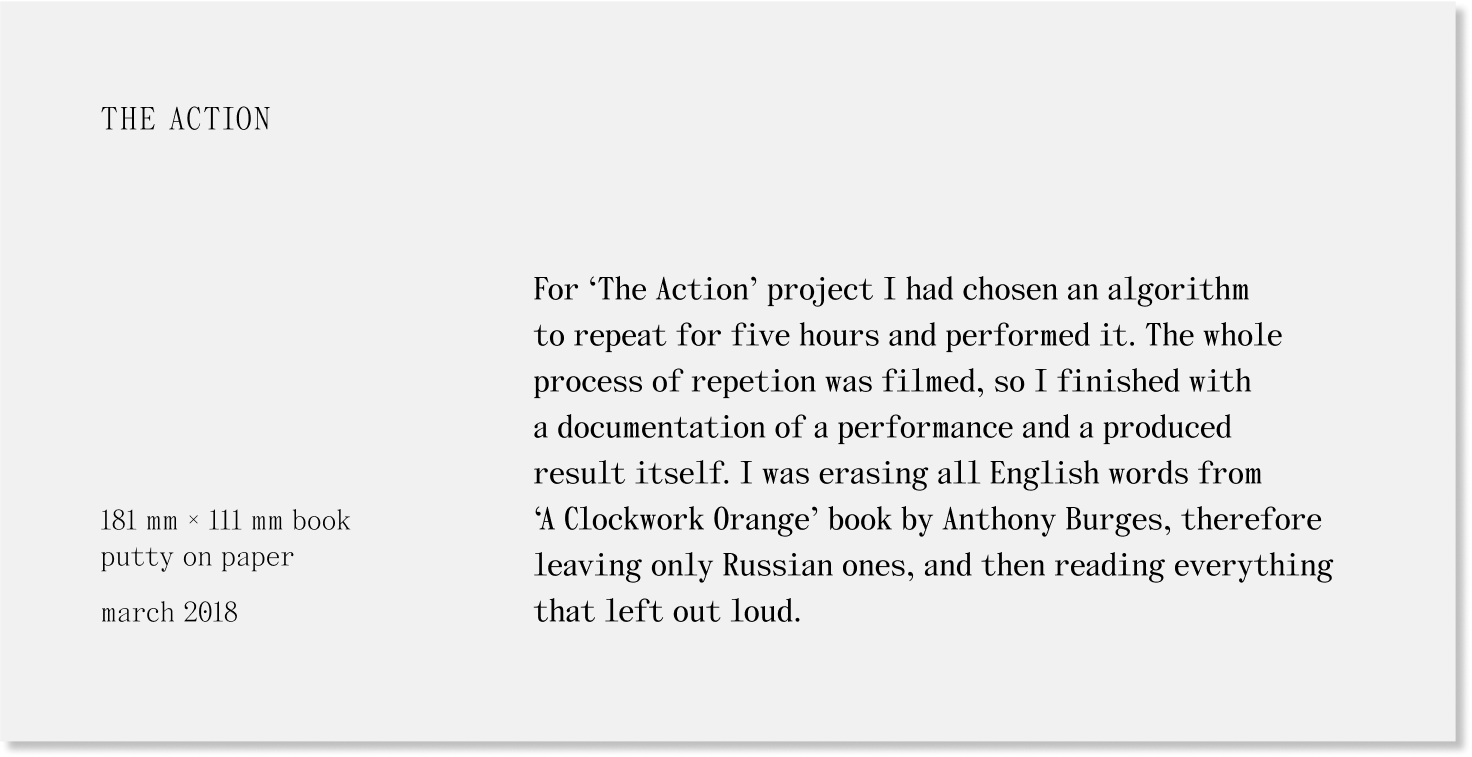 THE ACTION
For ‘The Action’ project I had chosen an algorithm
to repeat for five hours and performed it. The whole
process of repetion was filmed, so I finished with
a documentation of a performance and a produced
result itself. I was erasing all English words from
‘A Clockwork Orange’ book by Anthony Burges, therefore
leaving only Russian ones, and then reading everything
that left out loud.
181 mm × 111 mm book
putty on paper
march 2018